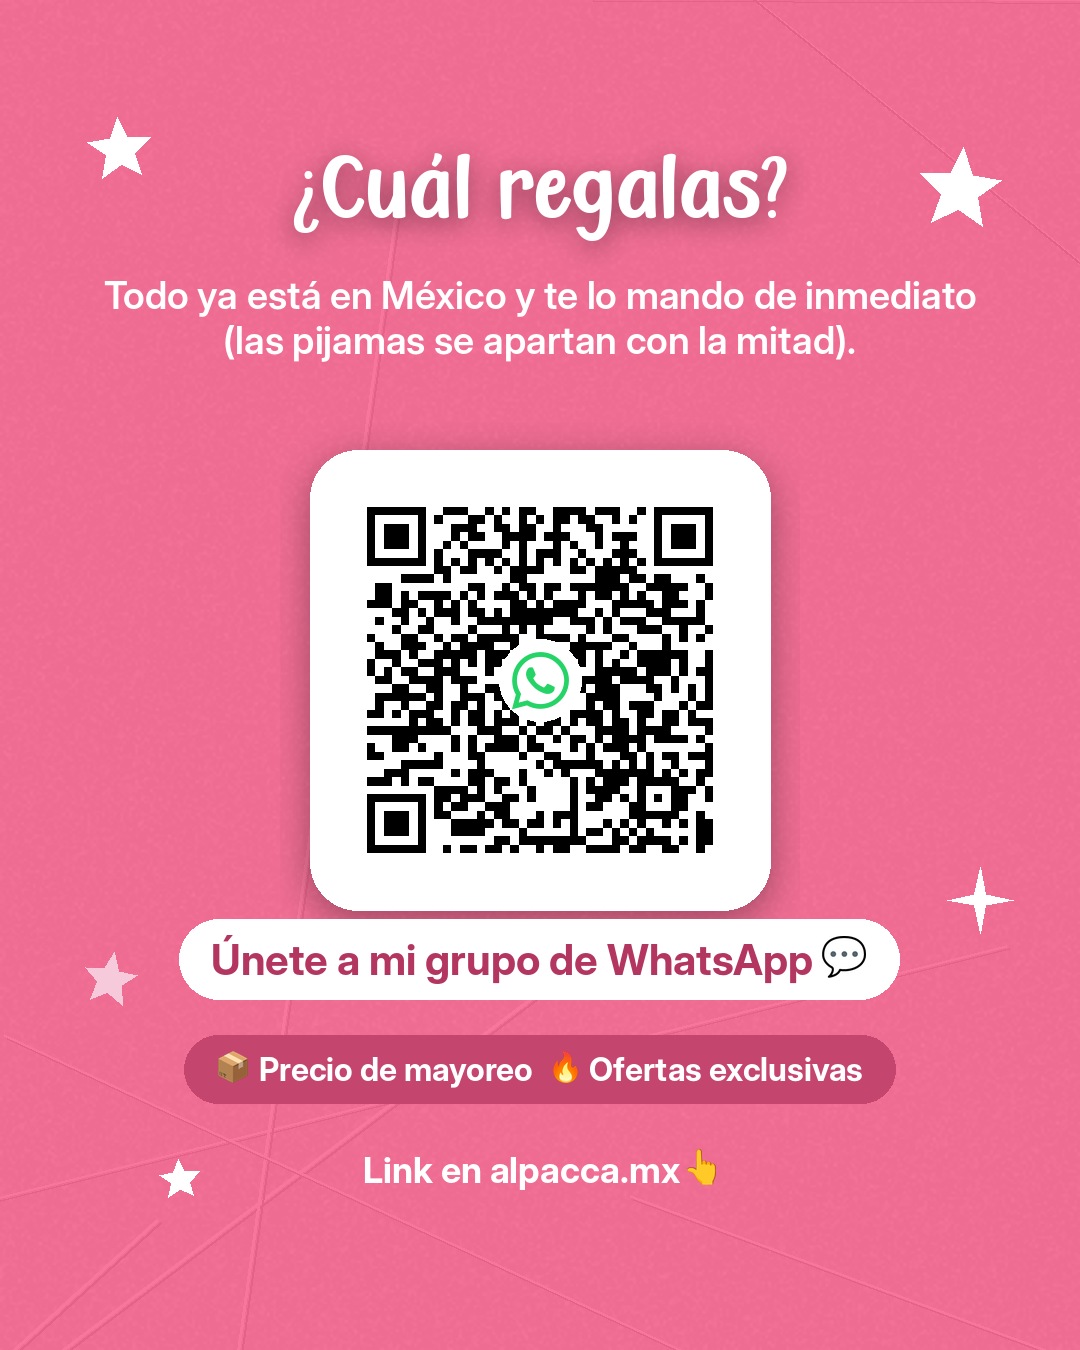 ¿Cuál regalas?
Todo ya está en México y te lo mando de inmediato
(las pijamas se apartan con la mitad).
Únete a mi grupo de WhatsApp 💬
📦 Precio de mayoreo 🔥 Ofertas exclusivas
Link en alpacca.mx👆